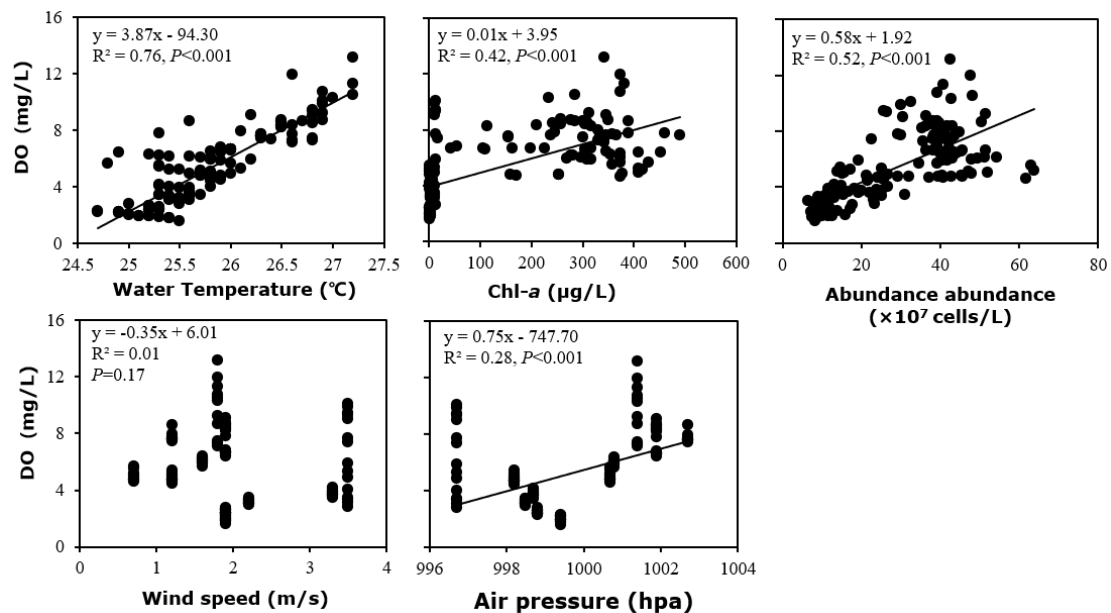 16
12
8
4
0
DO (mg/L)
y = 3.87x - 94.30
R² = 0.76, P<0.001
24.5 25 25.5 26 26.5 27 27.5
Water Temperature (℃)
y = 0.01x + 3.95
R² = 0.42, P<0.001
0 100 200 300 400 500 600
Chl-a (μg/L)
y = 0.58x + 1.92
R² = 0.52, P<0.001
0 20 40 60 80
Abundance abundance
(×10⁷ cells/L)
16
12
8
4
0
DO (mg/L)
y = -0.35x + 6.01
R² = 0.01
P=0.17
0 1 2 3 4
Wind speed (m/s)
y = 0.75x - 747.70
R² = 0.28, P<0.001
996 998 1000 1002 1004
Air pressure (hpa)